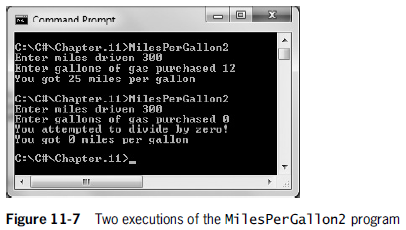 Command Prompt
C:\C#\Chapter.11>MilesPerGallon2
Enter miles driven 300
Enter gallons of gas purchased 12
You got 25 miles per gallon
C:\C#\Chapter.11>MilesPerGallon2
Enter miles driven 300
Enter gallons of gas purchased 0
You attempted to divide by zero!
You got 0 miles per gallon
C:\C#\Chapter.11>_
Figure 11-7 Two executions of the MilesPerGallon2 program